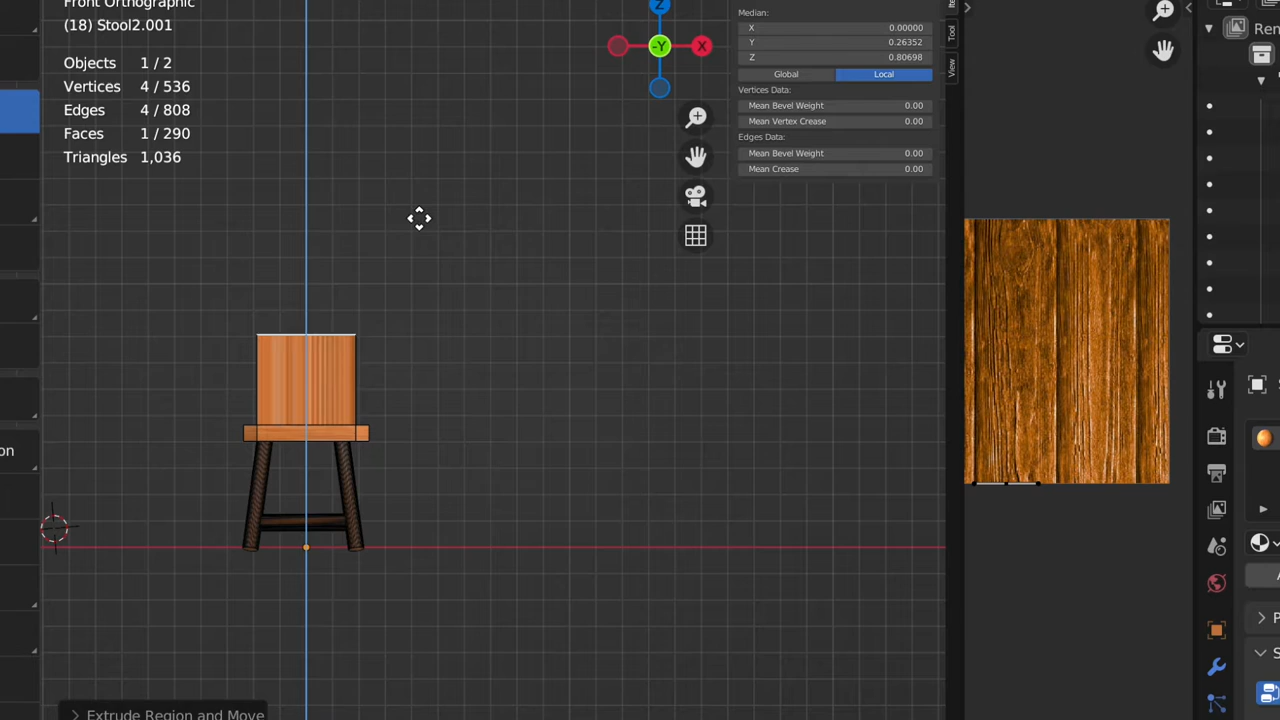 Front Orthographic
(18) Stool2.001
Objects 1 / 2
Vertices 4 / 536
Edges 4 / 808
Faces 1 / 290
Triangles 1,036
Z
-Y
X
Median:
X 0.00000
Y 0.26352
Z 0.80698
Global Local
Vertices Data:
Mean Bevel Weight 0.00
Mean Vertex Crease 0.00
Edges Data:
Mean Bevel Weight 0.00
Mean Crease 0.00
Tool
View
Ren
on
Extrude Region and Move